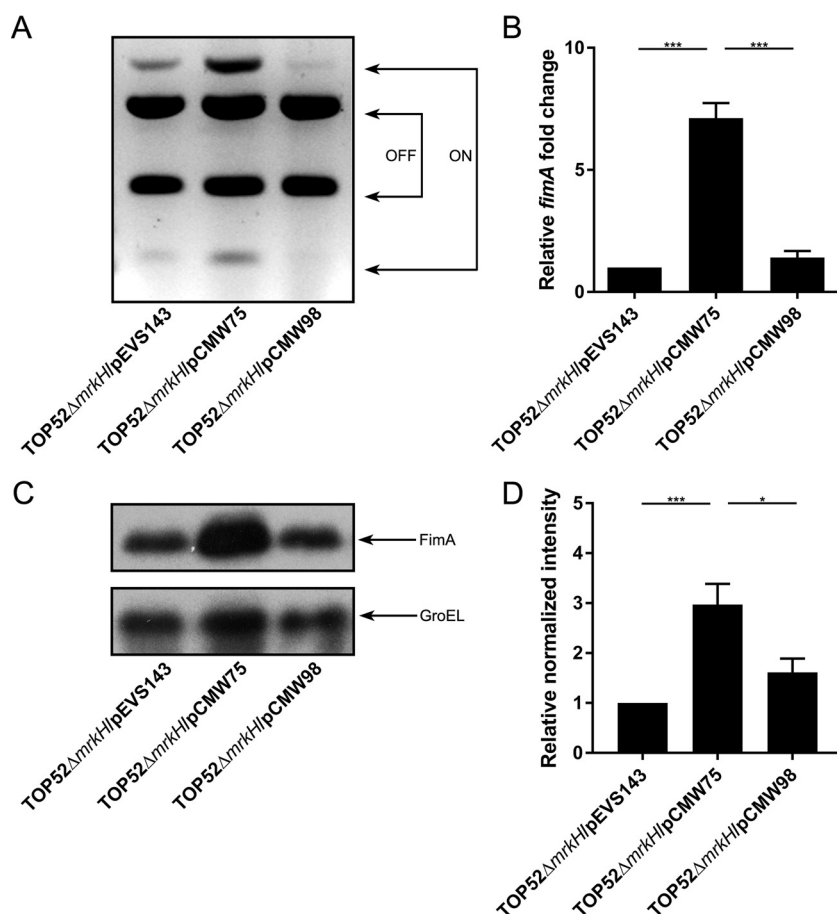 A
OFF
ON
TOP52ΔmrkHI/pEVS143
TOP52ΔmrkHI/pCMW75
TOP52ΔmrkHI/pCMW98
B
Relative fimA fold change
10
5
0
***
***
TOP52ΔmrkHI/pEVS143
TOP52ΔmrkHI/pCMW75
TOP52ΔmrkHI/pCMW98
C
FimA
GroEL
TOP52ΔmrkHI/pEVS143
TOP52ΔmrkHI/pCMW75
TOP52ΔmrkHI/pCMW98
D
Relative normalized intensity
5
4
3
2
1
0
***
*
TOP52ΔmrkHI/pEVS143
TOP52ΔmrkHI/pCMW75
TOP52ΔmrkHI/pCMW98